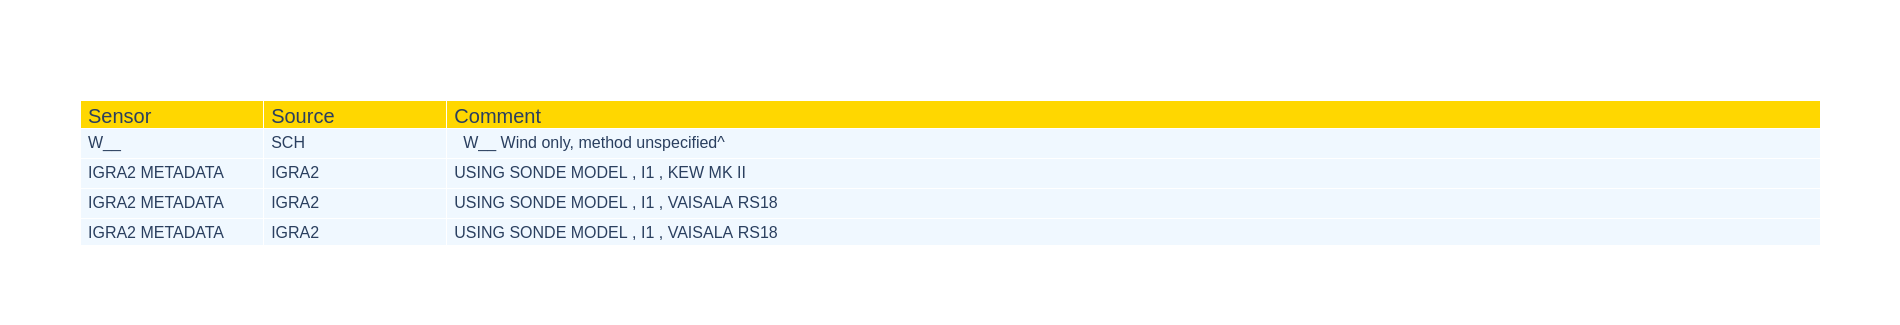 Sensor Source Comment
W__ SCH W__ Wind only, method unspecified^
IGRA2 METADATA IGRA2 USING SONDE MODEL , I1 , KEW MK II
IGRA2 METADATA IGRA2 USING SONDE MODEL , I1 , VAISALA RS18
IGRA2 METADATA IGRA2 USING SONDE MODEL , I1 , VAISALA RS18